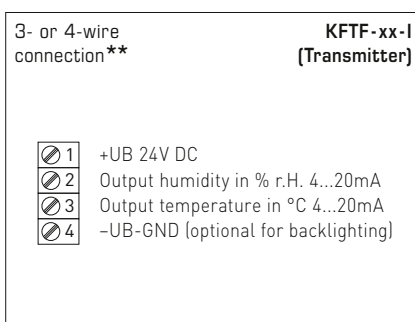 3- or 4-wire
connection**
KFTF-xx-I
(Transmitter)
1 +UB 24V DC
2 Output humidity in % r.H. 4...20mA
3 Output temperature in °C 4...20mA
4 –UB-GND (optional for backlighting)